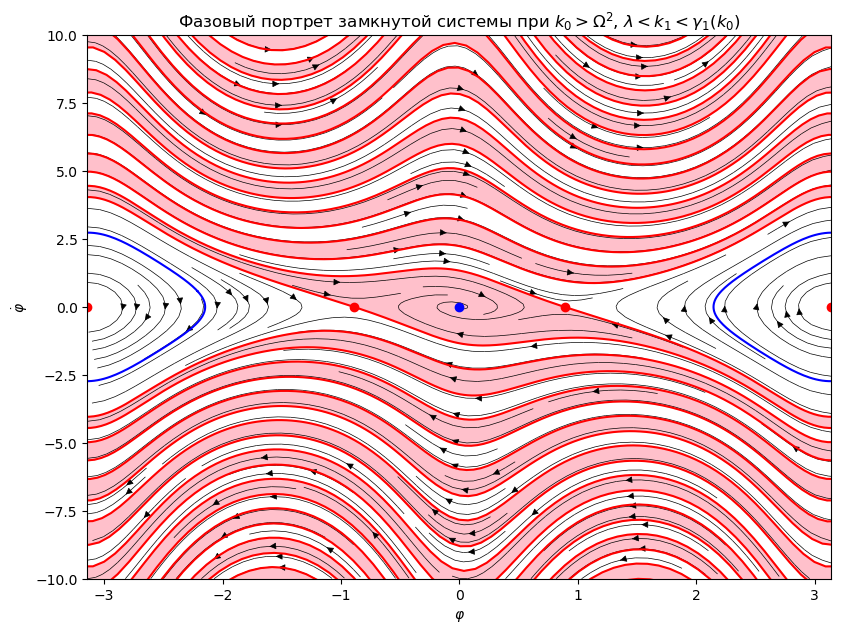 Фазовый портрет замкнутой системы при $k_0 > \Omega^2$, $\lambda < k_1 < \gamma_1(k_0)$
10.0
7.5
5.0
2.5
0.0
−2.5
−5.0
−7.5
−10.0
$\dot{\varphi}$
−3 −2 −1 0 1 2 3
$\varphi$